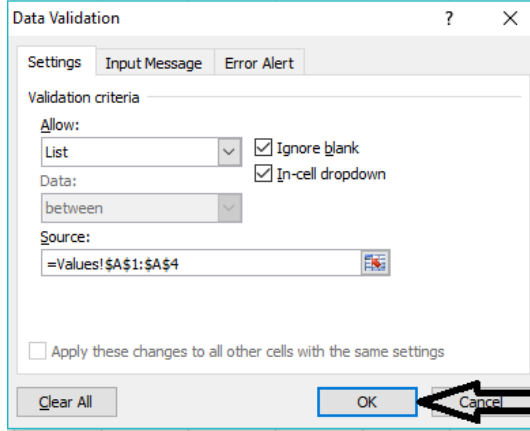 Data Validation ? X
Settings Input Message Error Alert
Validation criteria
Allow:
List
Ignore blank
In-cell dropdown
Data:
between
Source:
=Values!$A$1:$A$4
Apply these changes to all other cells with the same settings
Clear All OK Cancel